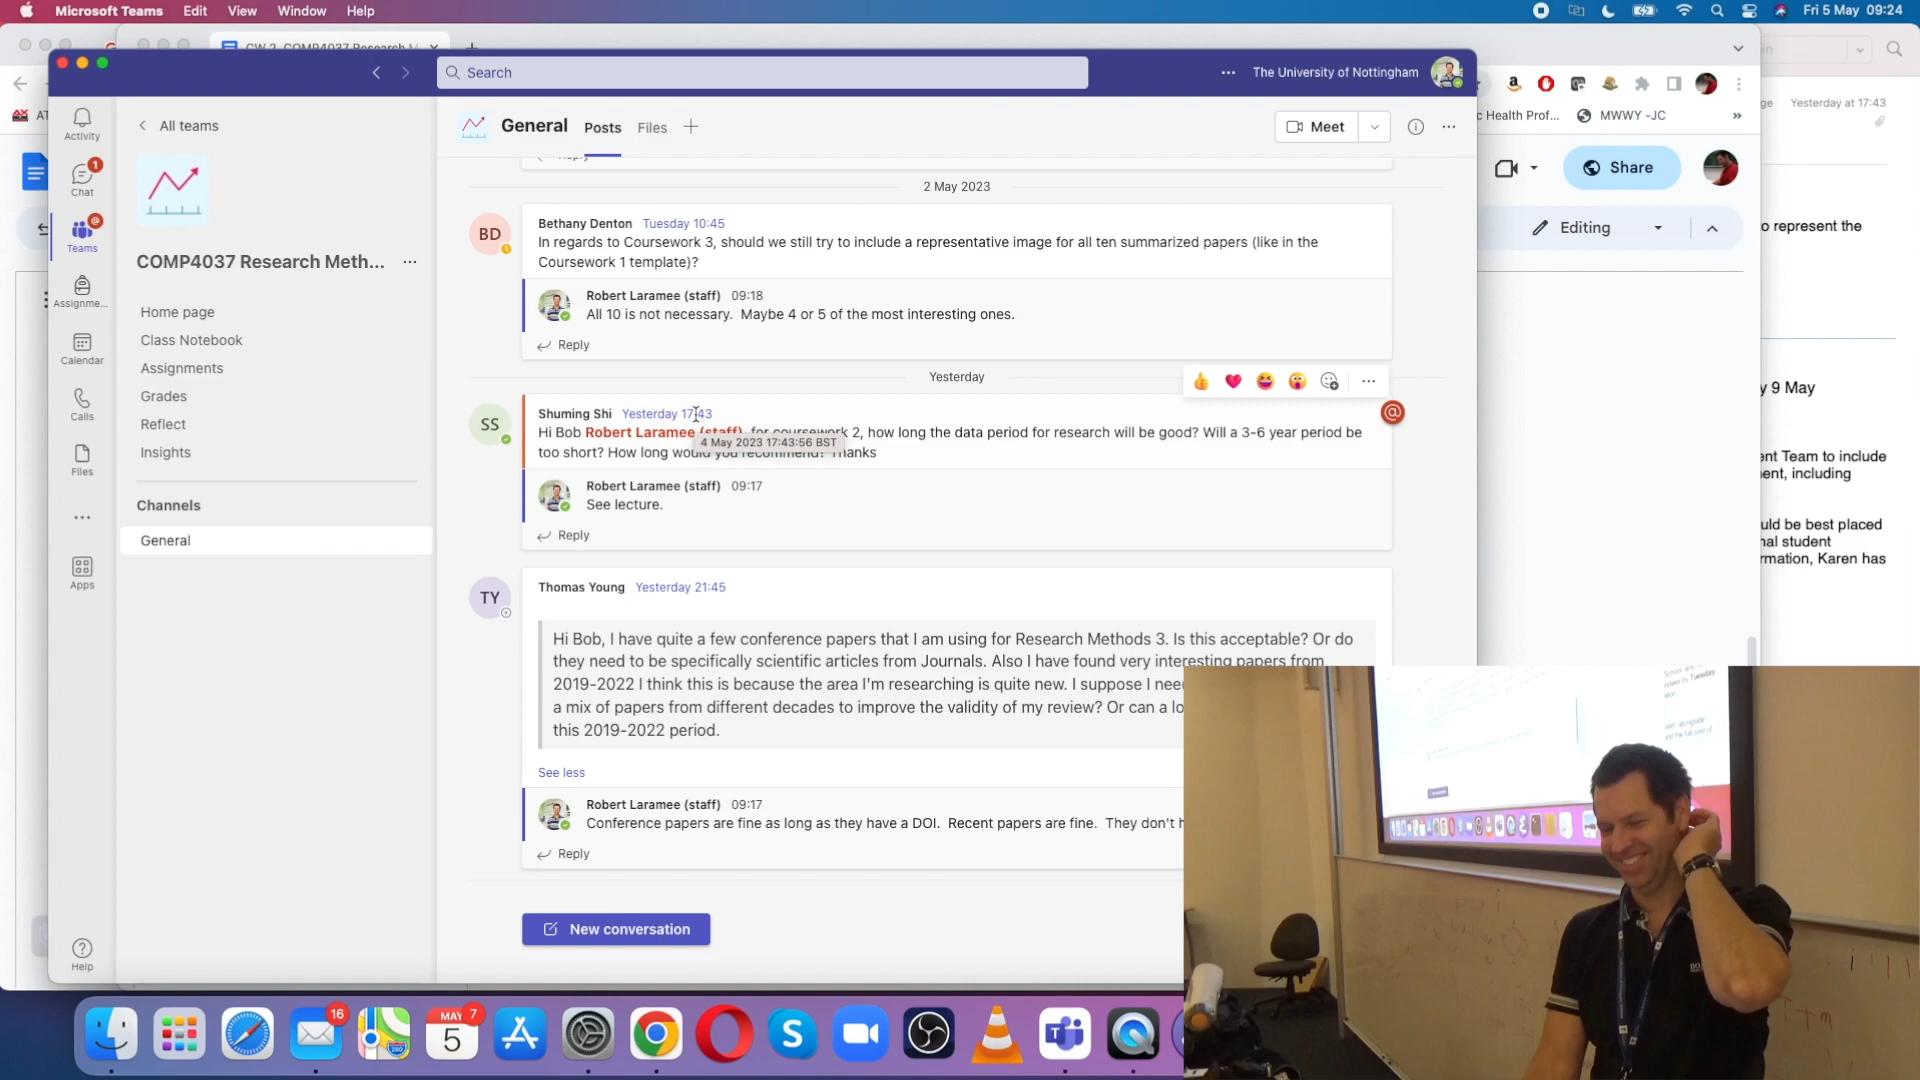 Microsoft Teams Edit View Window Help
Fri 5 May 09:24
CW 2, COMP4037 Research M
Search
The University of Nottingham
Activity
Chat
1
Teams
Assignme...
Calendar
Calls
Files
Apps
Help
All teams
COMP4037 Research Meth... ...
Home page
Class Notebook
Assignments
Grades
Reflect
Insights
Channels
General
General Posts Files
Meet
2 May 2023
BD
Bethany Denton Tuesday 10:45
In regards to Coursework 3, should we still try to include a representative image for all ten summarized papers (like in the
Coursework 1 template)?
Robert Laramee (staff) 09:18
All 10 is not necessary. Maybe 4 or 5 of the most interesting ones.
Reply
Yesterday
SS
Shuming Shi Yesterday 17:43
Hi Bob Robert Laramee (staff), for coursework 2, how long the data period for research will be good? Will a 3-6 year period be
4 May 2023 17:43:56 BST
too short? How long would you recommend? Thanks
Robert Laramee (staff) 09:17
See lecture.
Reply
TY
Thomas Young Yesterday 21:45
Hi Bob, I have quite a few conference papers that I am using for Research Methods 3. Is this acceptable? Or do
they need to be specifically scientific articles from Journals. Also I have found very interesting papers from
2019-2022 I think this is because the area I'm researching is quite new. I suppose I nee
a mix of papers from different decades to improve the validity of my review? Or can a lo
this 2019-2022 period.
See less
Robert Laramee (staff) 09:17
Conference papers are fine as long as they have a DOI. Recent papers are fine. They don't h
Reply
New conversation
c Health Prof... MWWY -JC
Share
Editing
Yesterday at 17:43
o represent the
y 9 May
ent Team to include
ent, including
uld be best placed
nal student
rmation, Karen has
16
MAY 7
5